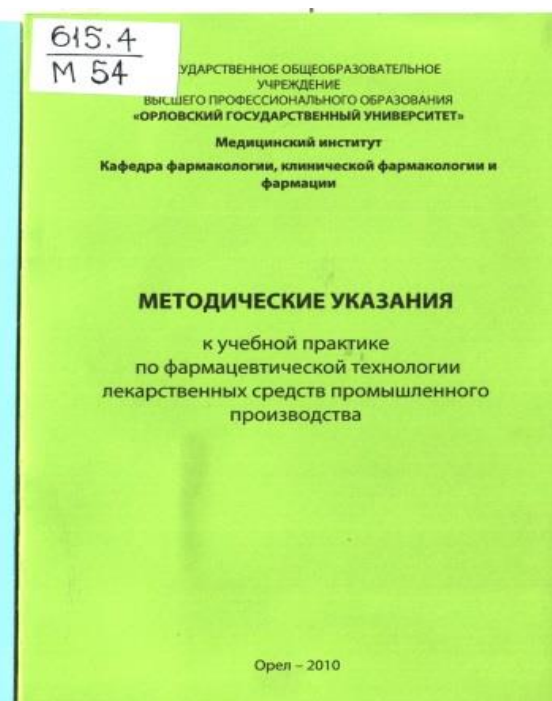 615.4
М 54
УДАРСТВЕННОЕ ОБЩЕОБРАЗОВАТЕЛЬНОЕ
УЧРЕЖДЕНИЕ
ВЫСШЕГО ПРОФЕССИОНАЛЬНОГО ОБРАЗОВАНИЯ
«ОРЛОВСКИЙ ГОСУДАРСТВЕННЫЙ УНИВЕРСИТЕТ»
Медицинский институт
Кафедра фармакологии, клинической фармакологии и
фармации
МЕТОДИЧЕСКИЕ УКАЗАНИЯ
к учебной практике
по фармацевтической технологии
лекарственных средств промышленного
производства
Орел – 2010